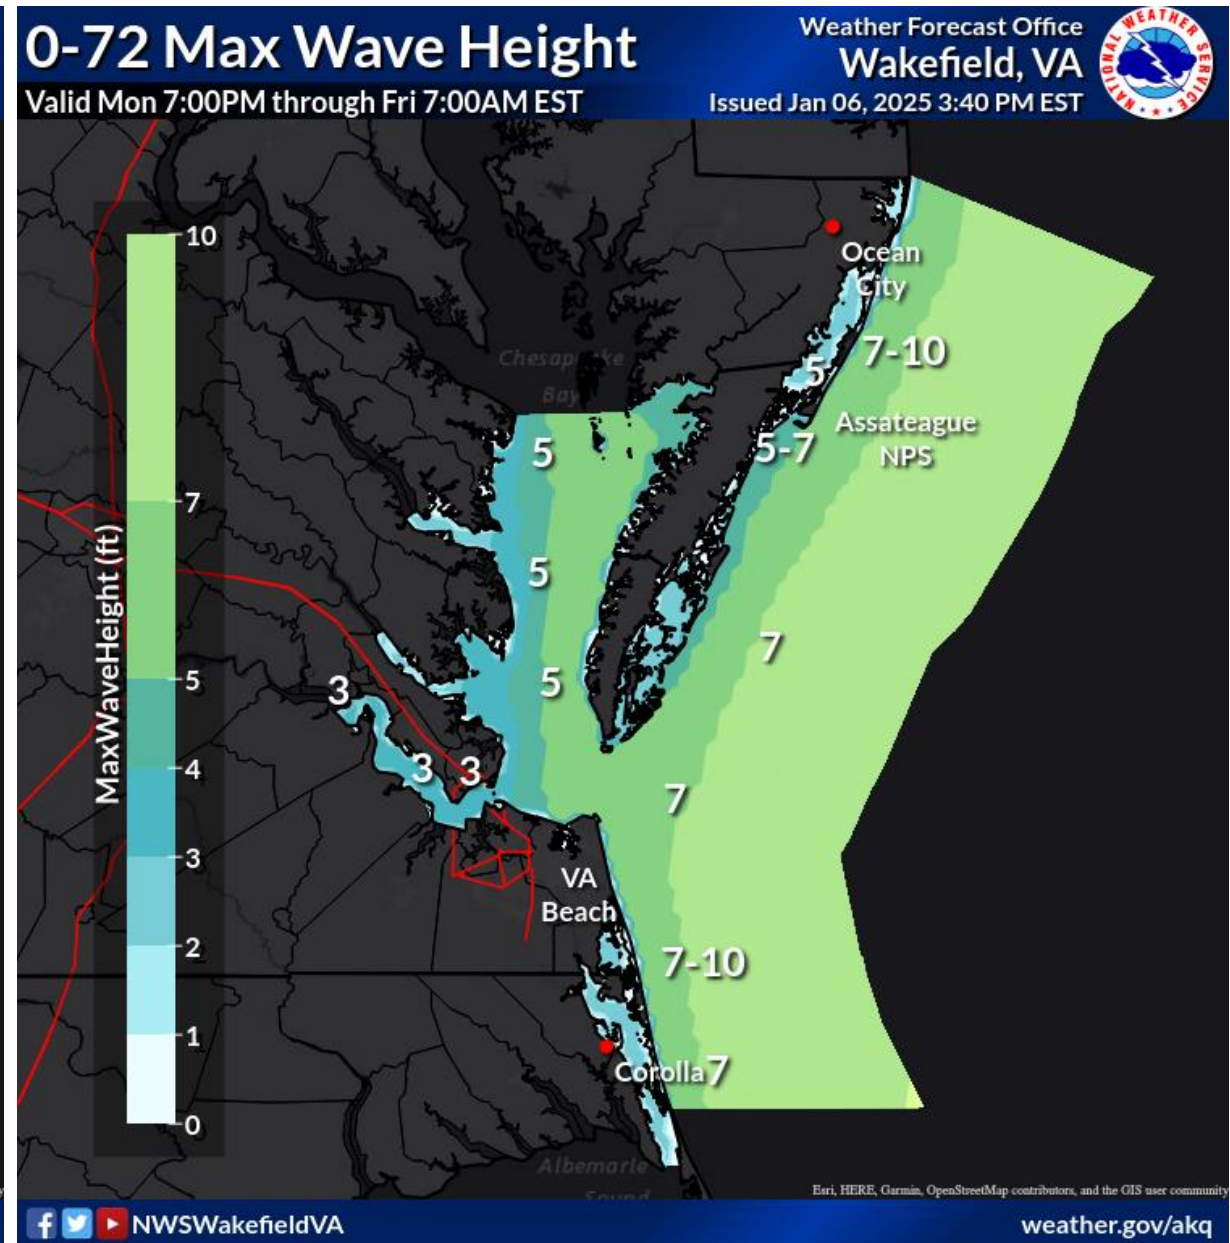 0-72 Max Wave Height
Valid Mon 7:00PM through Fri 7:00AM EST
Weather Forecast Office
Wakefield, VA
Issued Jan 06, 2025 3:40 PM EST
NATIONAL WEATHER SERVICE
MaxWaveHeight (ft)
10
7
5
4
3
2
1
0
Ocean
City
Chesapeake
Bay
7-10
5
Assateague
NPS
5-7
5
5
7
5
3
3
3
7
VA
Beach
7-10
Corolla
7
Albemarle
Sound
Esri, HERE, Garmin, OpenStreetMap contributors, and the GIS user community
NWSWakefieldVA
weather.gov/akq